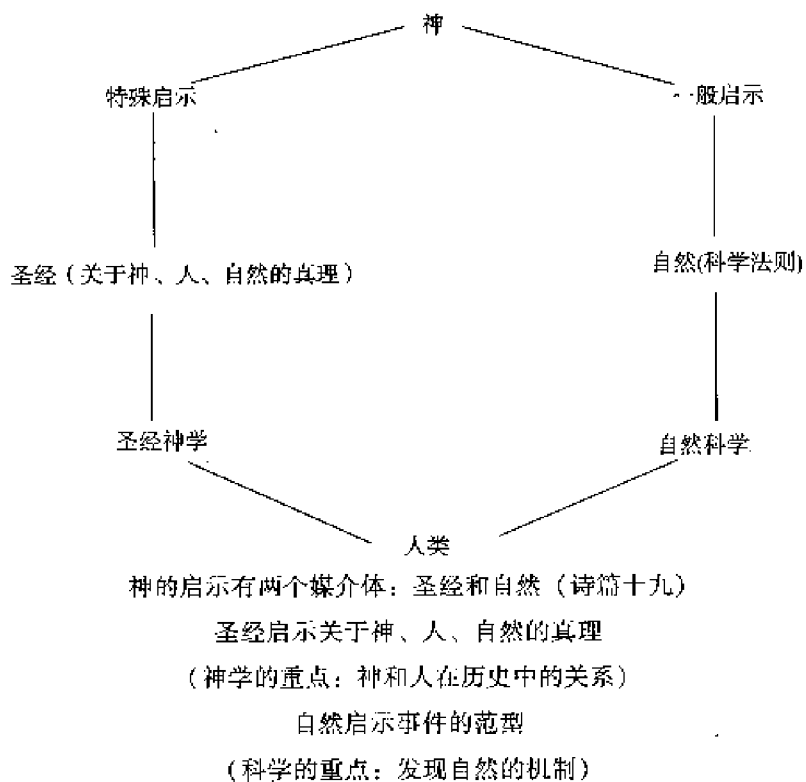 神
特殊启示 一般启示
圣经（关于神、人、自然的真理） 自然(科学法则)
圣经神学 自然科学
人类
神的启示有两个媒介体：圣经和自然（诗篇十九）
圣经启示关于神、人、自然的真理
（神学的重点：神和人在历史中的关系）
自然启示事件的范型
（科学的重点：发现自然的机制）